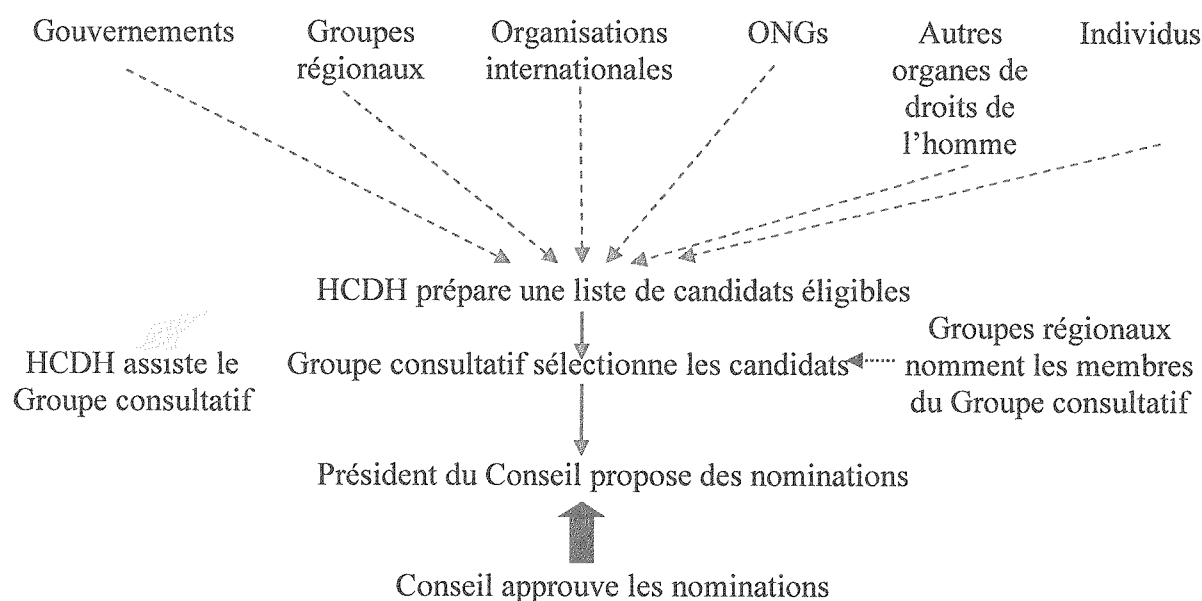 Gouvernements
Groupes
régionaux
Organisations
internationales
ONGs
Autres
organes de
droits de
l'homme
Individus
HCDH prépare une liste de candidats éligibles
HCDH assiste le
Groupe consultatif
Groupe consultatif sélectionne les candidats
Groupes régionaux
nomment les membres
du Groupe consultatif
Président du Conseil propose des nominations
Conseil approuve les nominations